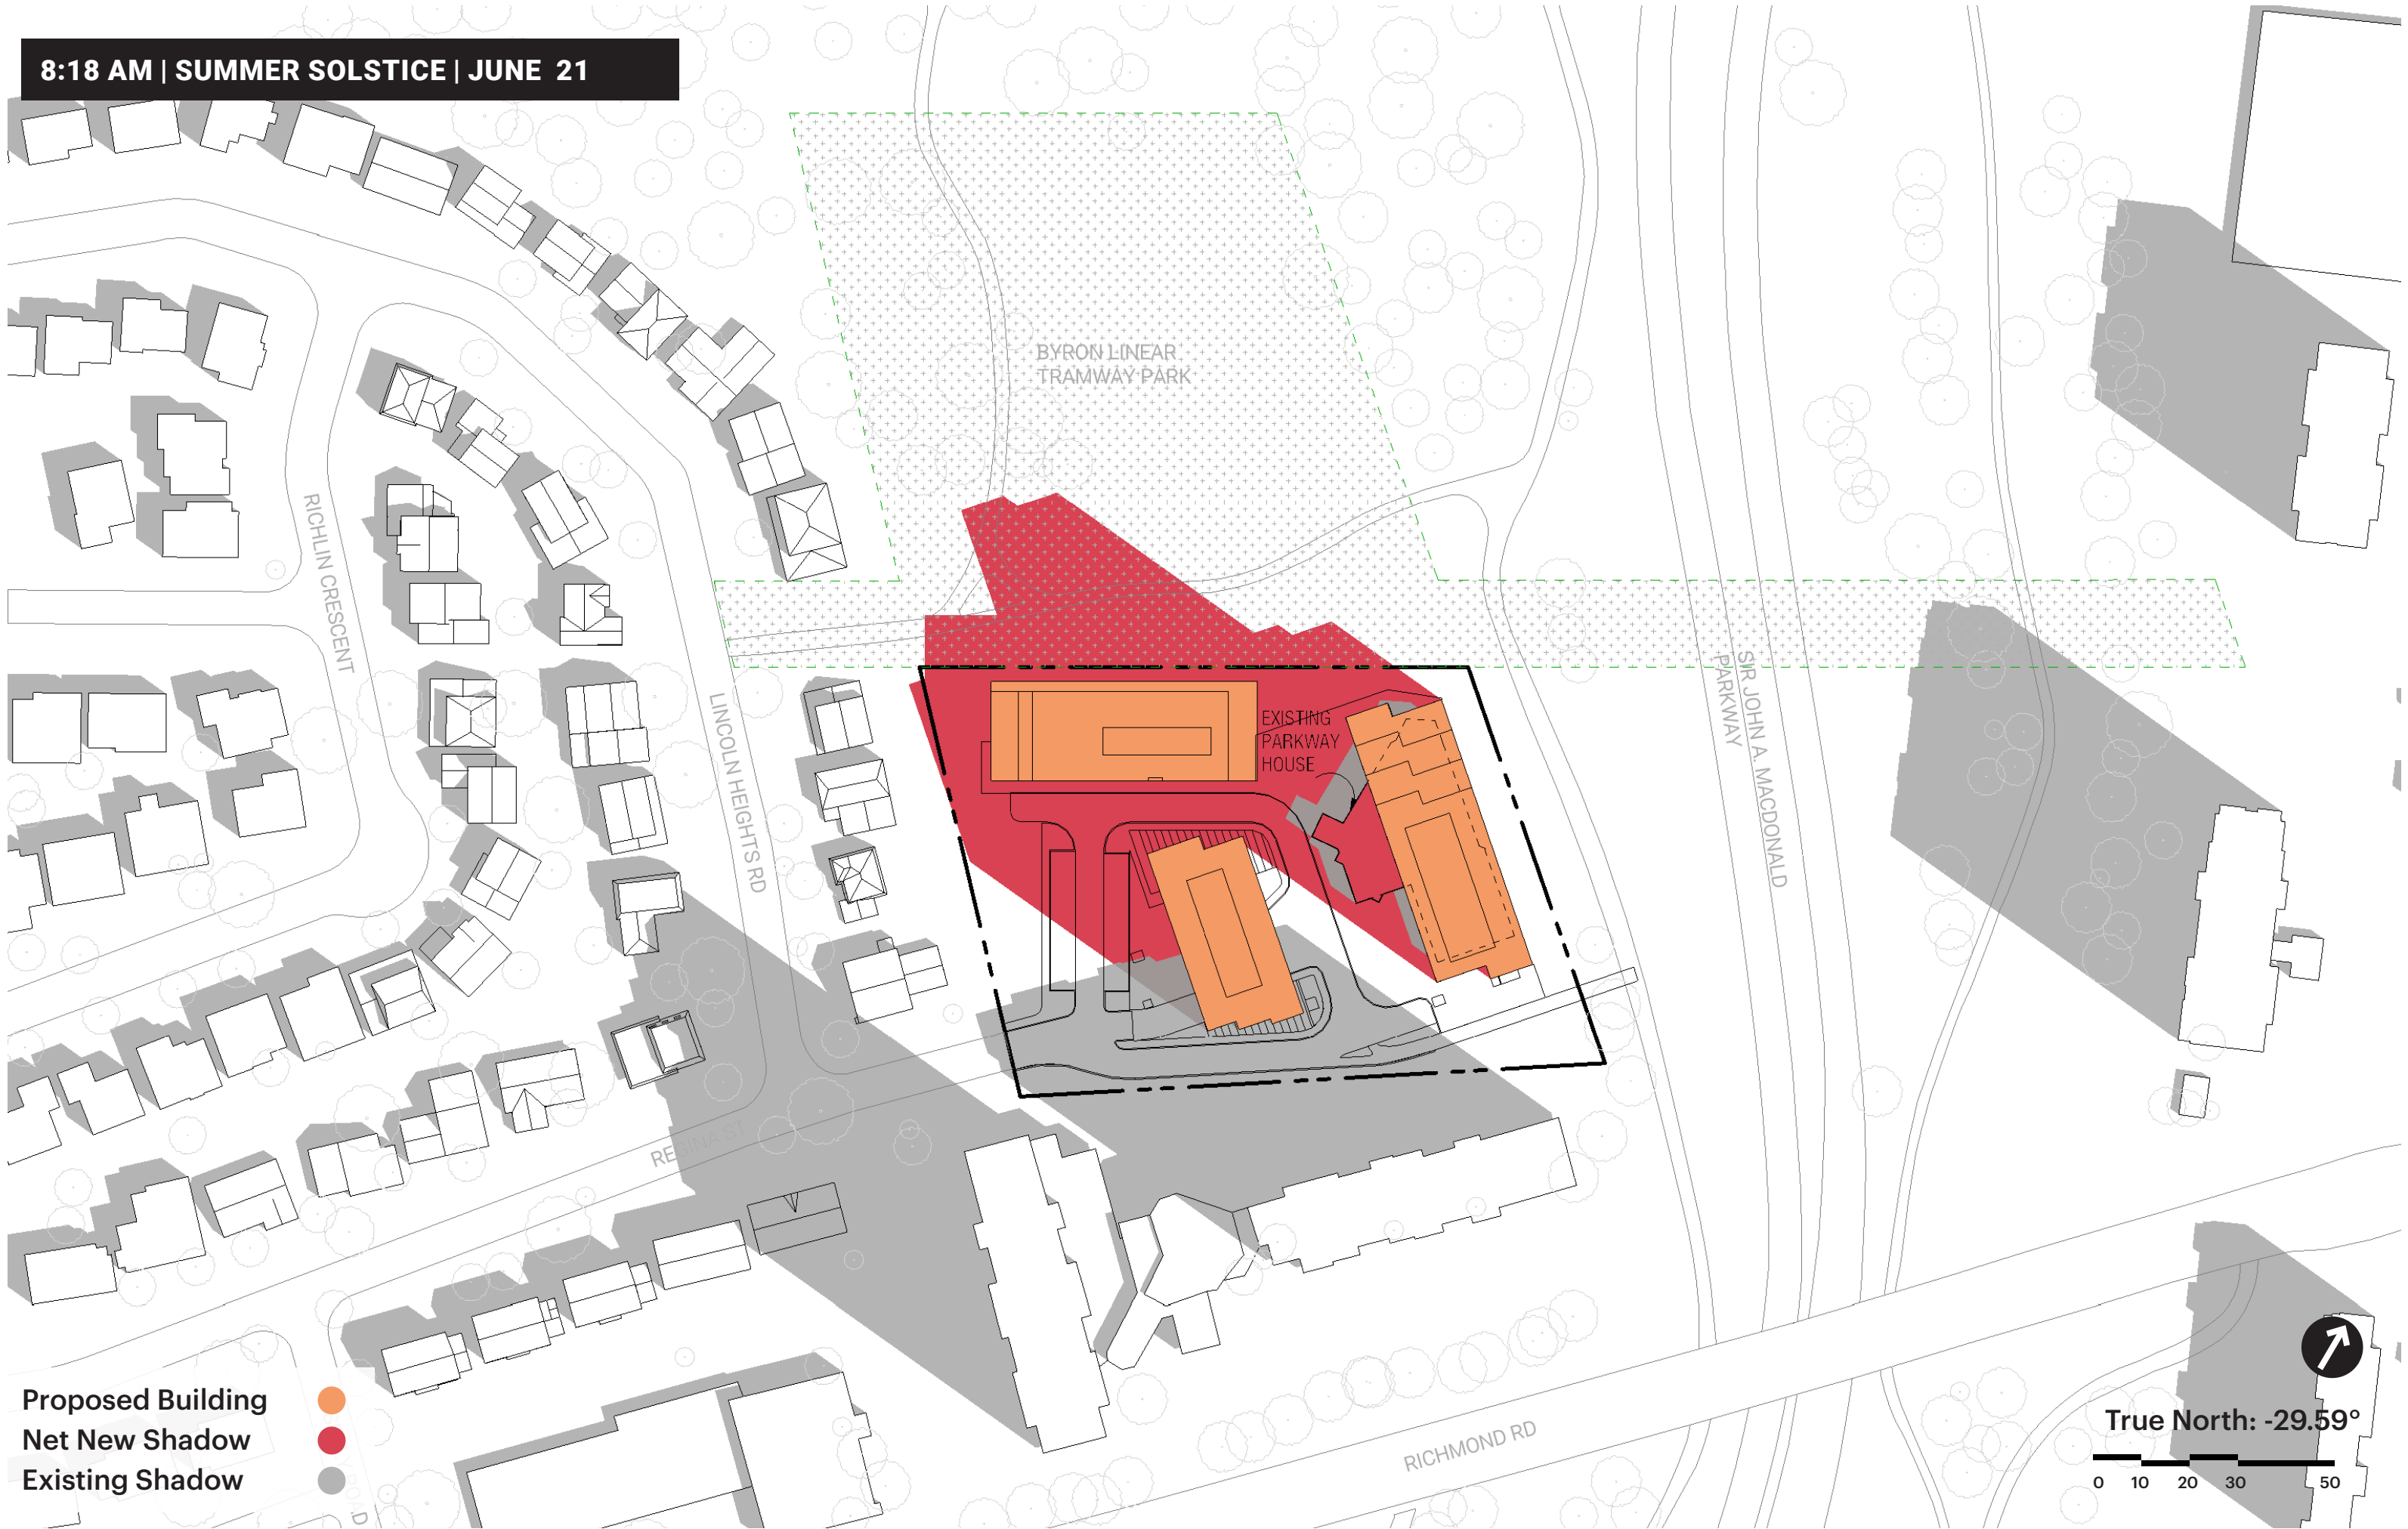 8:18 AM | SUMMER SOLSTICE | JUNE 21
BYRON LINEAR
TRAMWAY PARK
RICHLIN CRESCENT
LINCOLN HEIGHTS RD
EXISTING
PARKWAY
HOUSE
SIR JOHN A. MACDONALD
PARKWAY
REGINA ST
RICHMOND RD
Proposed Building
Net New Shadow
Existing Shadow
True North: -29.59°
0 10 20 30 50